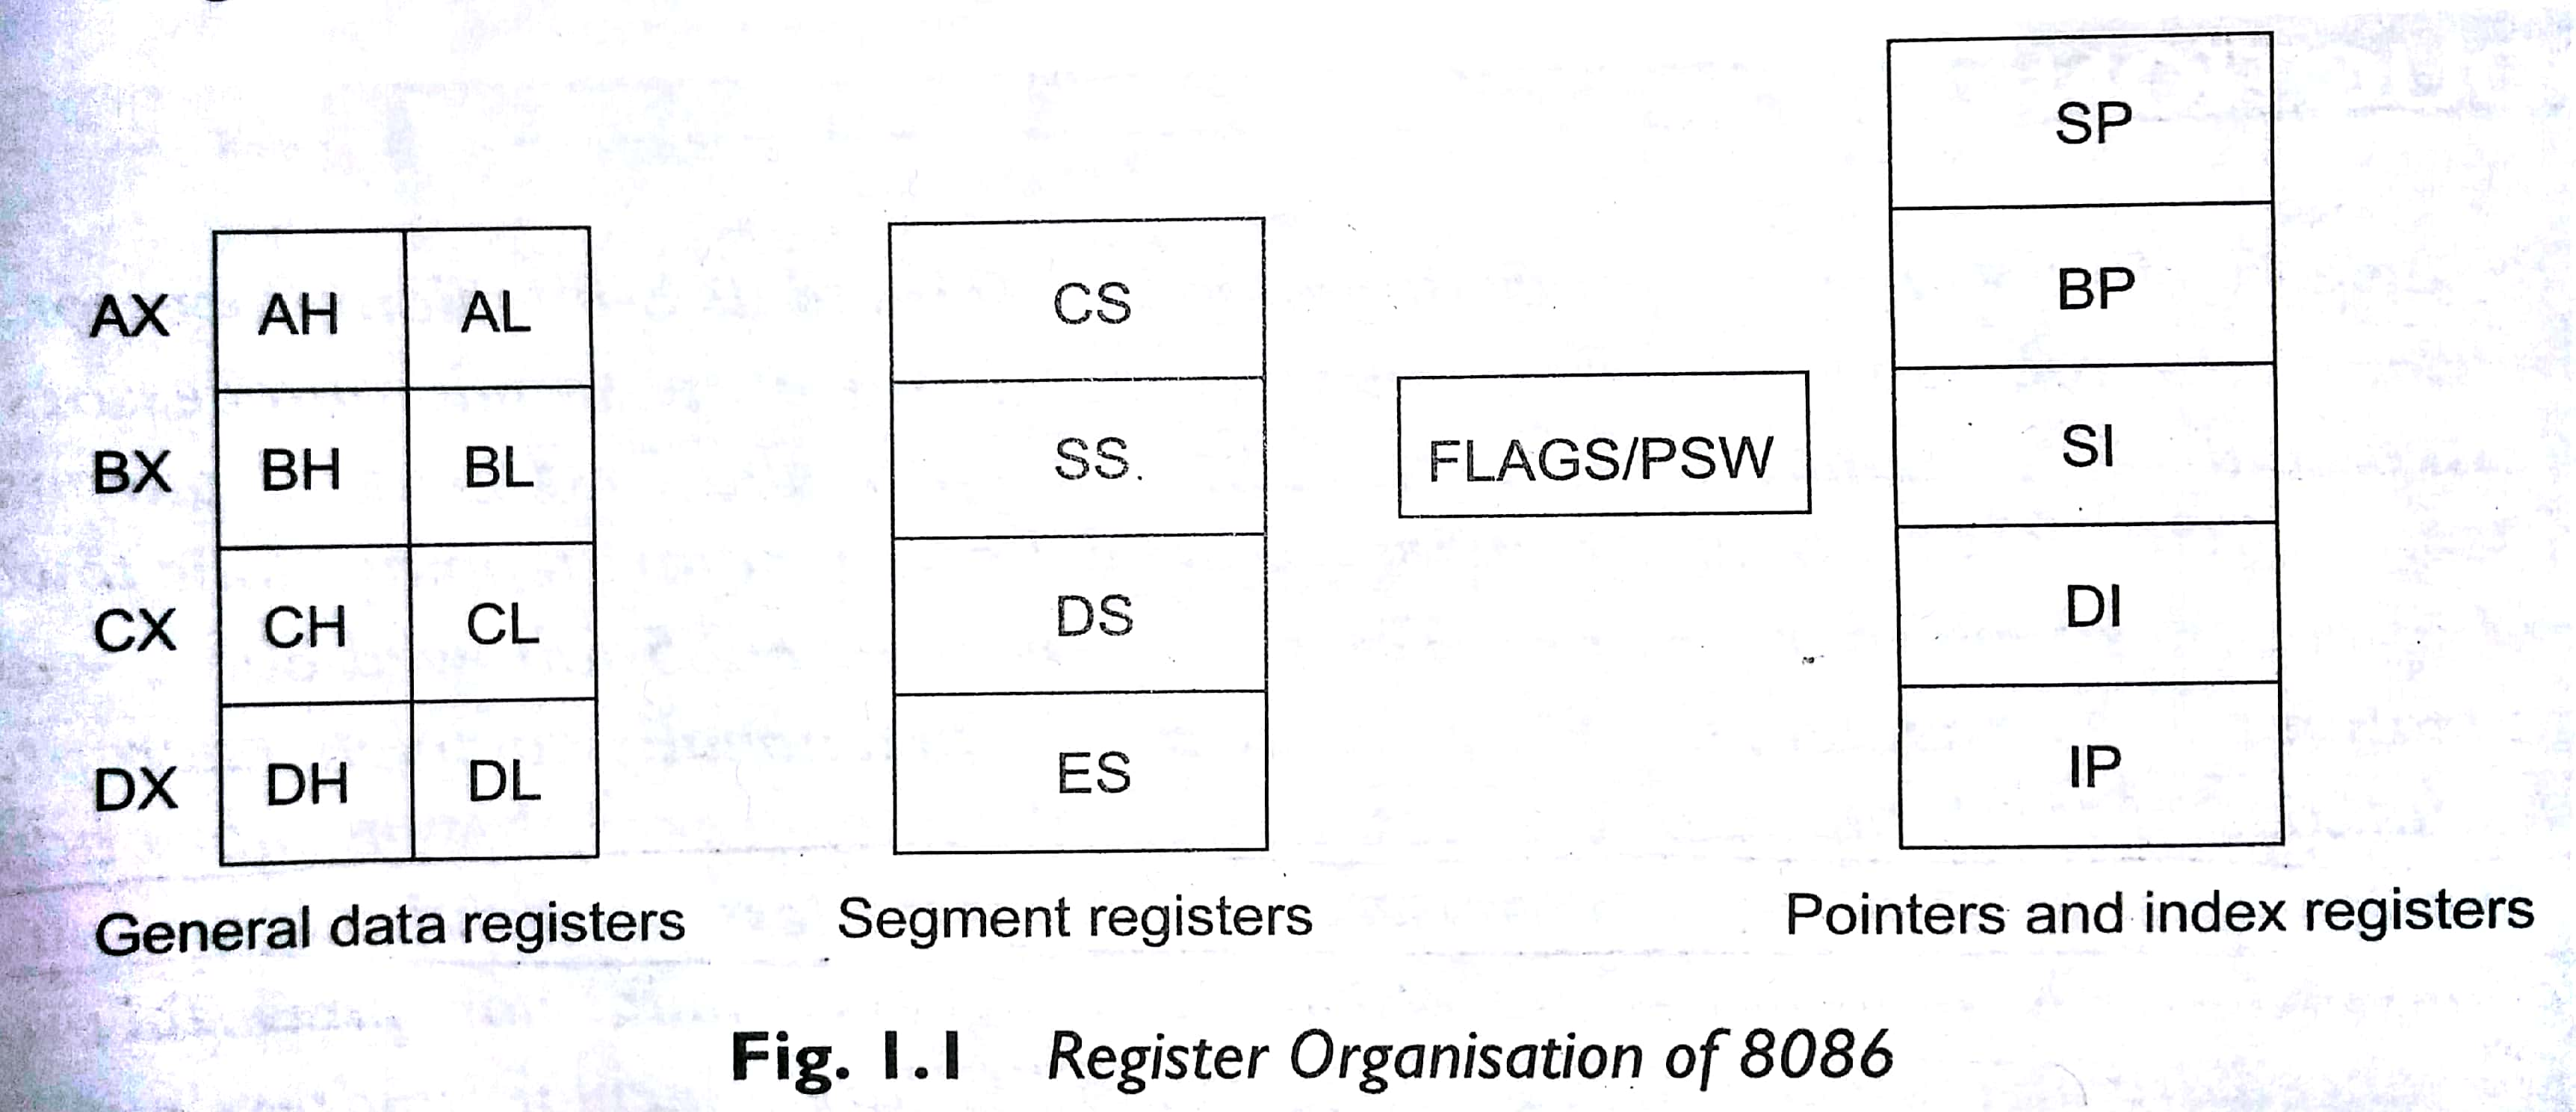 SP
BP
AX AH AL CS
SI
BX BH BL SS. FLAGS/PSW
CX CH CL DS DI
DX DH DL ES IP
General data registers Segment registers Pointers and index registers
Fig. 1.1 Register Organisation of 8086